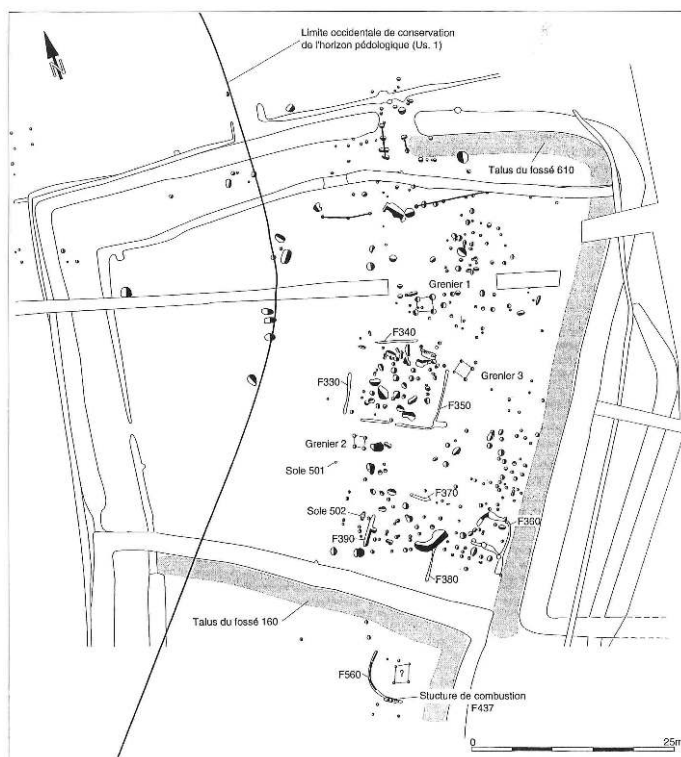 Limite occidentale de conservation
de l'horizon pédologique (Us. 1)
N
Talus du fossé 610
Grenier 1
F340
Grenier 3
F330
F350
Grenier 2
Sole 501
F370
Sole 502
F360
F390
F380
Talus du fossé 160
F560
?
Stucture de combustion
F437
0
25m